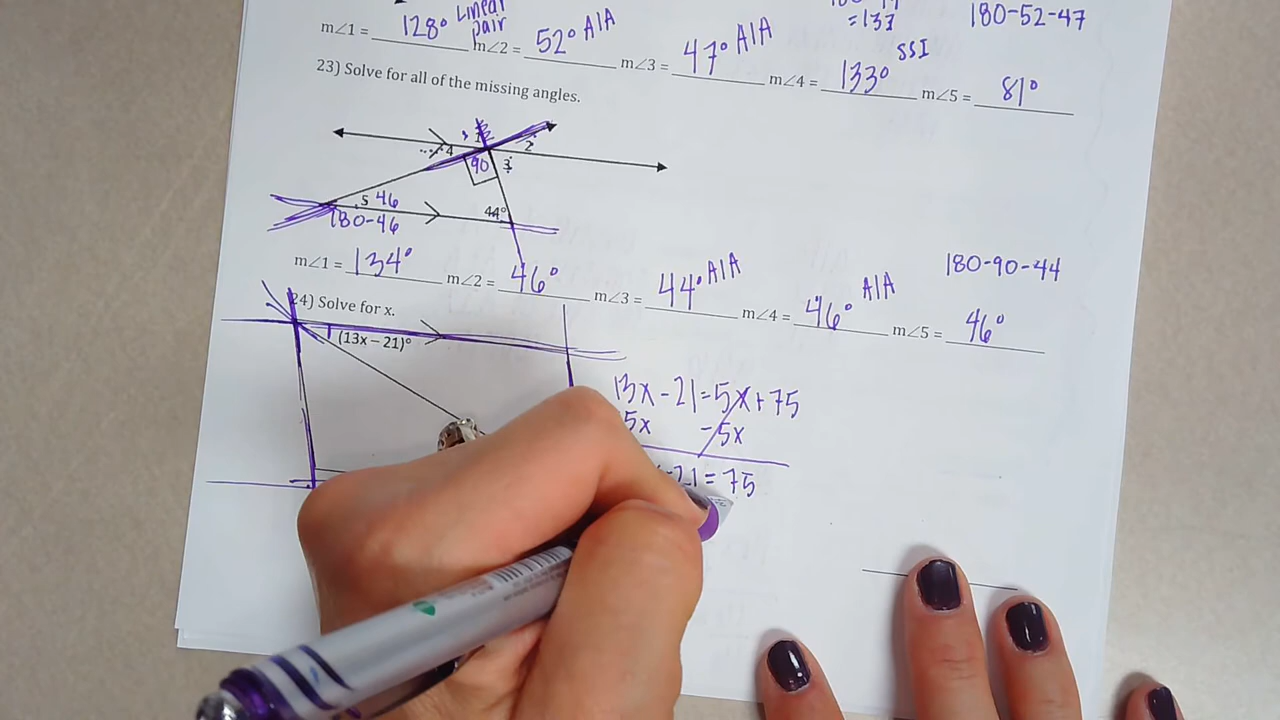 =137
180-52-47
m∠1 = 128° Linear pair m∠2 = 52° AIA m∠3 = 47° AIA m∠4 = 133° SSI m∠5 = 81°
23) Solve for all of the missing angles.
4
90
2
3
5 46
44°
180-46
180-90-44
m∠1 = 134° m∠2 = 46° m∠3 = 44° AIA m∠4 = 46° AIA m∠5 = 46°
24) Solve for x.
(13x – 21)°
13x - 21 = 5x + 75
5x - 5x
-21 = 75